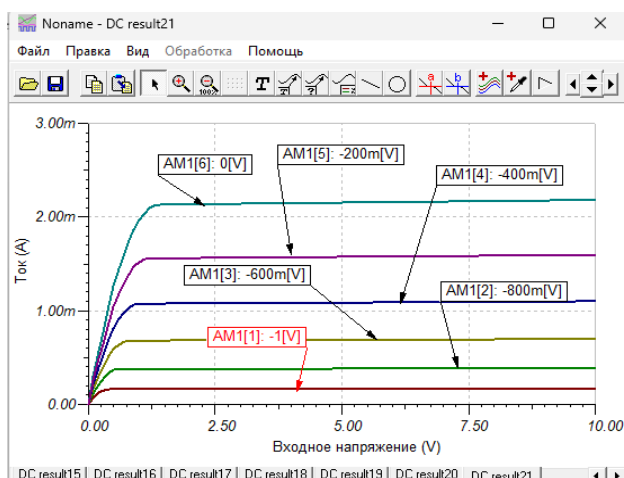 Noname - DC result21
Файл Правка Вид Обработка Помощь
100% T a b
3.00m
AM1[6]: 0[V]
AM1[5]: -200m[V]
AM1[4]: -400m[V]
2.00m
Ток (A)
AM1[3]: -600m[V]
AM1[2]: -800m[V]
1.00m
AM1[1]: -1[V]
0.00
0.00 2.50 5.00 7.50 10.00
Входное напряжение (V)
DC result15 DC result16 DC result17 DC result18 DC result19 DC result20 DC result21